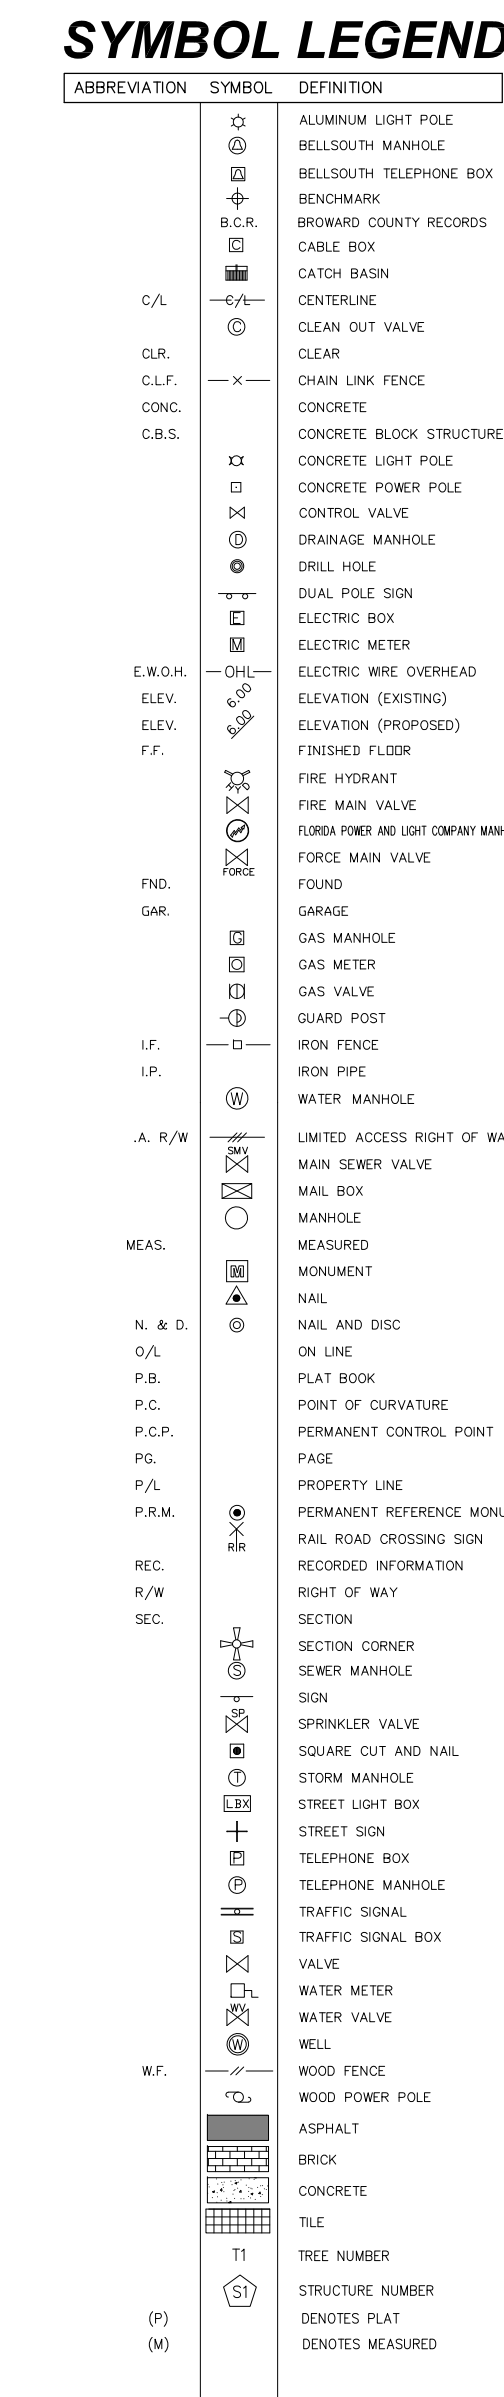 SYMBOL LEGEND
ABBREVIATION SYMBOL DEFINITION
ALUMINUM LIGHT POLE
BELLSOUTH MANHOLE
BELLSOUTH TELEPHONE BOX
BENCHMARK
B.C.R. BROWARD COUNTY RECORDS
C CABLE BOX
CATCH BASIN
C/L C/L CENTERLINE
C CLEAN OUT VALVE
CLR. CLEAR
C.L.F. CHAIN LINK FENCE
CONC. CONCRETE
C.B.S. CONCRETE BLOCK STRUCTURE
CONCRETE LIGHT POLE
CONCRETE POWER POLE
CONTROL VALVE
D DRAINAGE MANHOLE
DRILL HOLE
DUAL POLE SIGN
E ELECTRIC BOX
M ELECTRIC METER
E.W.O.H. OHL ELECTRIC WIRE OVERHEAD
ELEV. 6.00 ELEVATION (EXISTING)
ELEV. 6.00 ELEVATION (PROPOSED)
F.F. FINISHED FLOOR
FIRE HYDRANT
FIRE MAIN VALVE
FLORIDA POWER AND LIGHT COMPANY
FORCE MAIN VALVE
FORCE
FND. FOUND
GAR. GARAGE
G GAS MANHOLE
GAS METER
GAS VALVE
GUARD POST
I.F. IRON FENCE
I.P. IRON PIPE
W WATER MANHOLE
.A. R/W LIMITED ACCESS RIGHT OF
SMV
MAIN SEWER VALVE
MAIL BOX
MANHOLE
MEAS. MEASURED
M MONUMENT
NAIL
N. & D. NAIL AND DISC
O/L ON LINE
P.B. PLAT BOOK
P.C. POINT OF CURVATURE
P.C.P. PERMANENT CONTROL POINT
PG. PAGE
P/L PROPERTY LINE
P.R.M. PERMANENT REFERENCE
RAIL ROAD CROSSING SIGN
RR
REC. RECORDED INFORMATION
R/W RIGHT OF WAY
SEC. SECTION
SECTION CORNER
S SEWER MANHOLE
SIGN
SP
SPRINKLER VALVE
SQUARE CUT AND NAIL
T STORM MANHOLE
LBX STREET LIGHT BOX
STREET SIGN
P TELEPHONE BOX
P TELEPHONE MANHOLE
TRAFFIC SIGNAL
S TRAFFIC SIGNAL BOX
VALVE
WATER METER
WV
WATER VALVE
W WELL
W.F. WOOD FENCE
WOOD POWER POLE
ASPHALT
BRICK
CONCRETE
TILE
T1 TREE NUMBER
S1 STRUCTURE NUMBER
(P) DENOTES PLAT
(M) DENOTES MEASURED